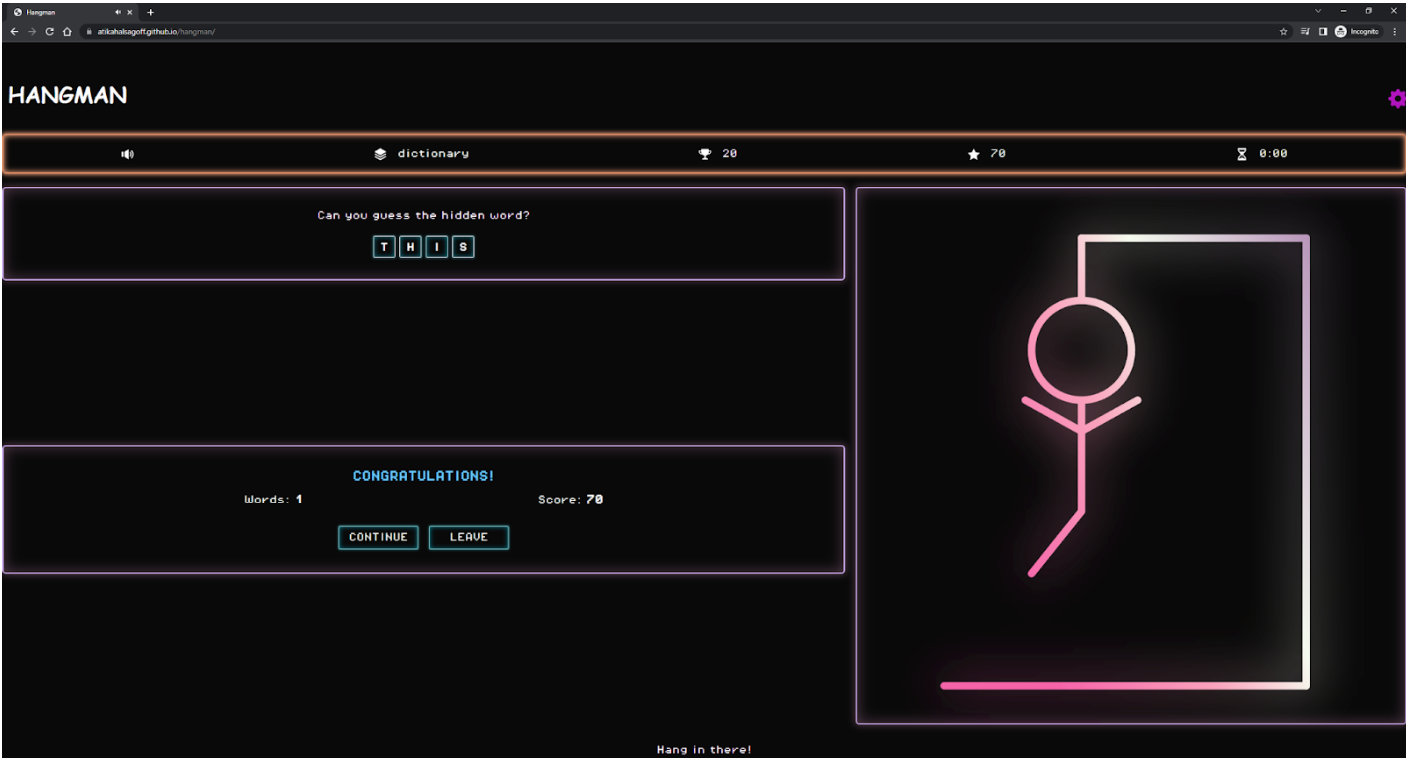 Hangman
atikahalsagoff.github.io/hangman/
Incognito
HANGMAN
dictionary 20 70 0:00
Can you guess the hidden word?
T H I S
CONGRATULATIONS!
Words: 1 Score: 70
CONTINUE LEAVE
Hang in there!